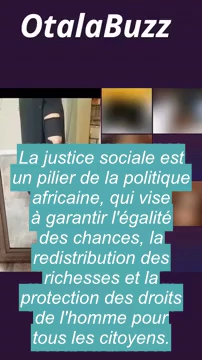 OtalaBuzz
La justice sociale est
un pilier de la politique
africaine, qui vise
à garantir l'égalité
des chances, la
redistribution des
richesses et la
protection des droits
de l'homme pour
tous les citoyens.